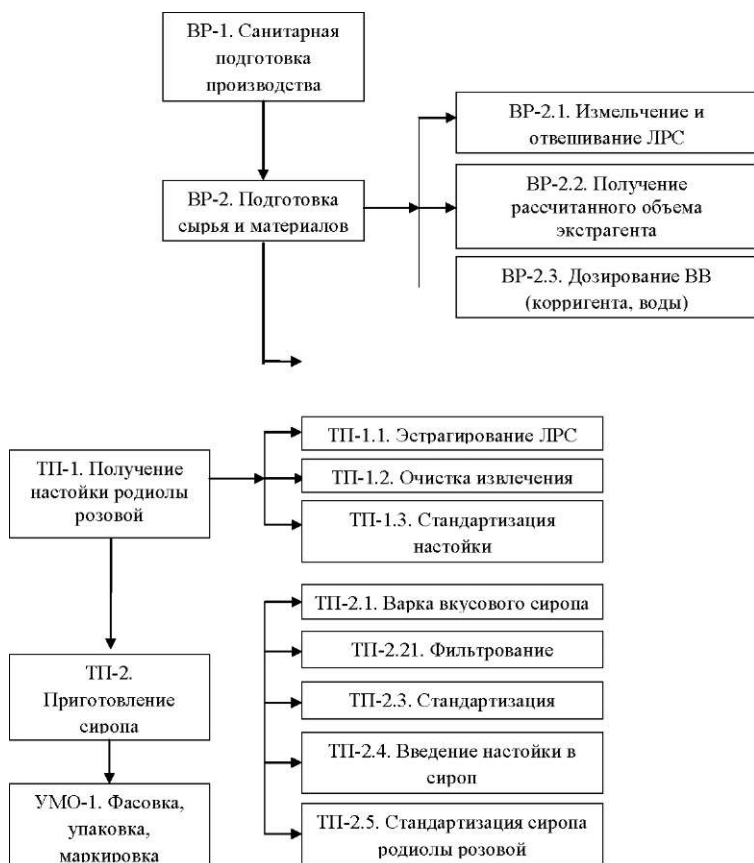 ВР-1. Санитарная
подготовка
производства
ВР-2. Подготовка
сырья и материалов
ВР-2.1. Измельчение и
отвешивание ЛРС
ВР-2.2. Получение
рассчитанного объема
экстрагента
ВР-2.3. Дозирование ВВ
(корригента, воды)
ТП-1. Получение
настойки родиолы
розовой
ТП-1.1. Эстрагирование ЛРС
ТП-1.2. Очистка извлечения
ТП-1.3. Стандартизация
настойки
ТП-2.
Приготовление
сиропа
ТП-2.1. Варка вкусового сиропа
ТП-2.21. Фильтрование
ТП-2.3. Стандартизация
ТП-2.4. Введение настойки в
сироп
ТП-2.5. Стандартизация сиропа
родиолы розовой
УМО-1. Фасовка,
упаковка,
маркировка